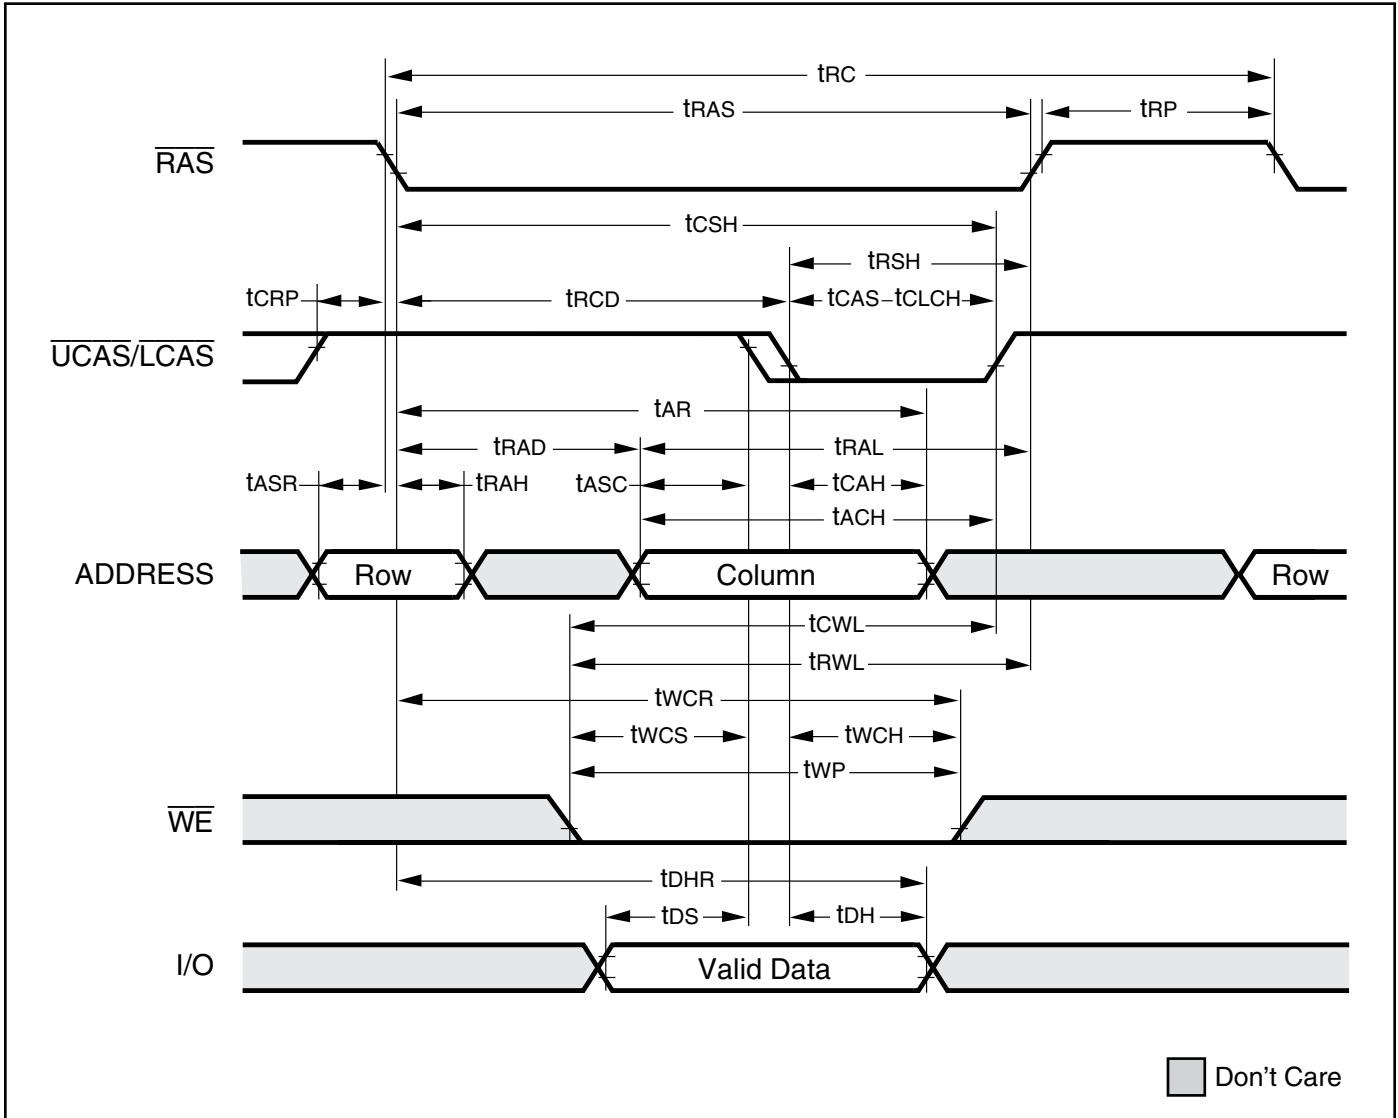 tRC
tRAS
tRP
RAS
tCSH
tRSH
tCRP
tRCD
tCAS
tCLCH
UCAS/LCAS
tAR
tRAD
tRAL
tASR
tRAH
tASC
tCAH
tACH
ADDRESS
Row
Column
Row
tCWL
tRWL
tWCR
tWCS
tWCH
tWP
WE
tDHR
tDS
tDH
I/O
Valid Data
Don't Care